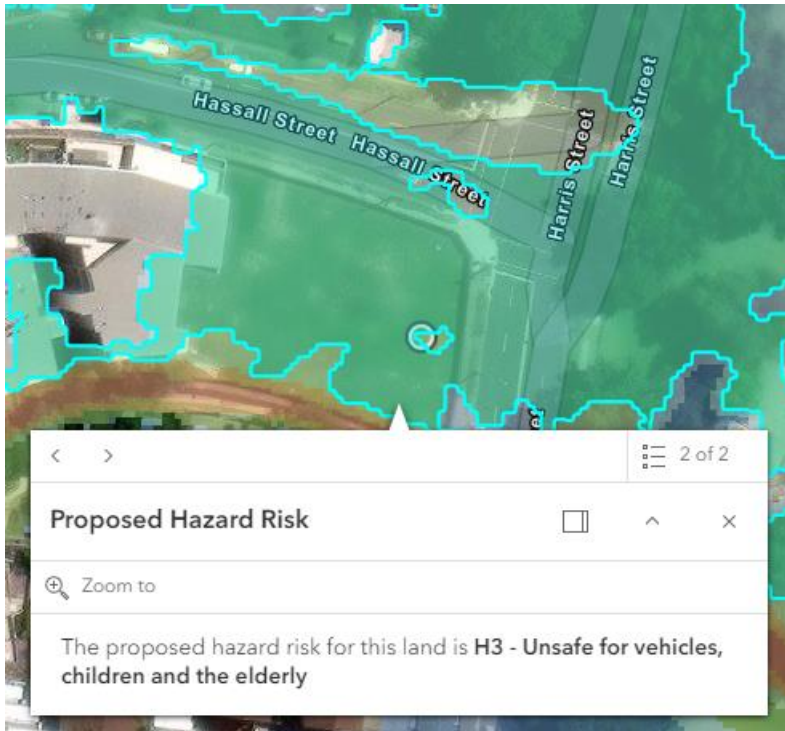 Hassall Street
Hassall Street
Harris Street
Harris Street
et
2 of 2
Proposed Hazard Risk
Zoom to
The proposed hazard risk for this land is H3 - Unsafe for vehicles,
children and the elderly